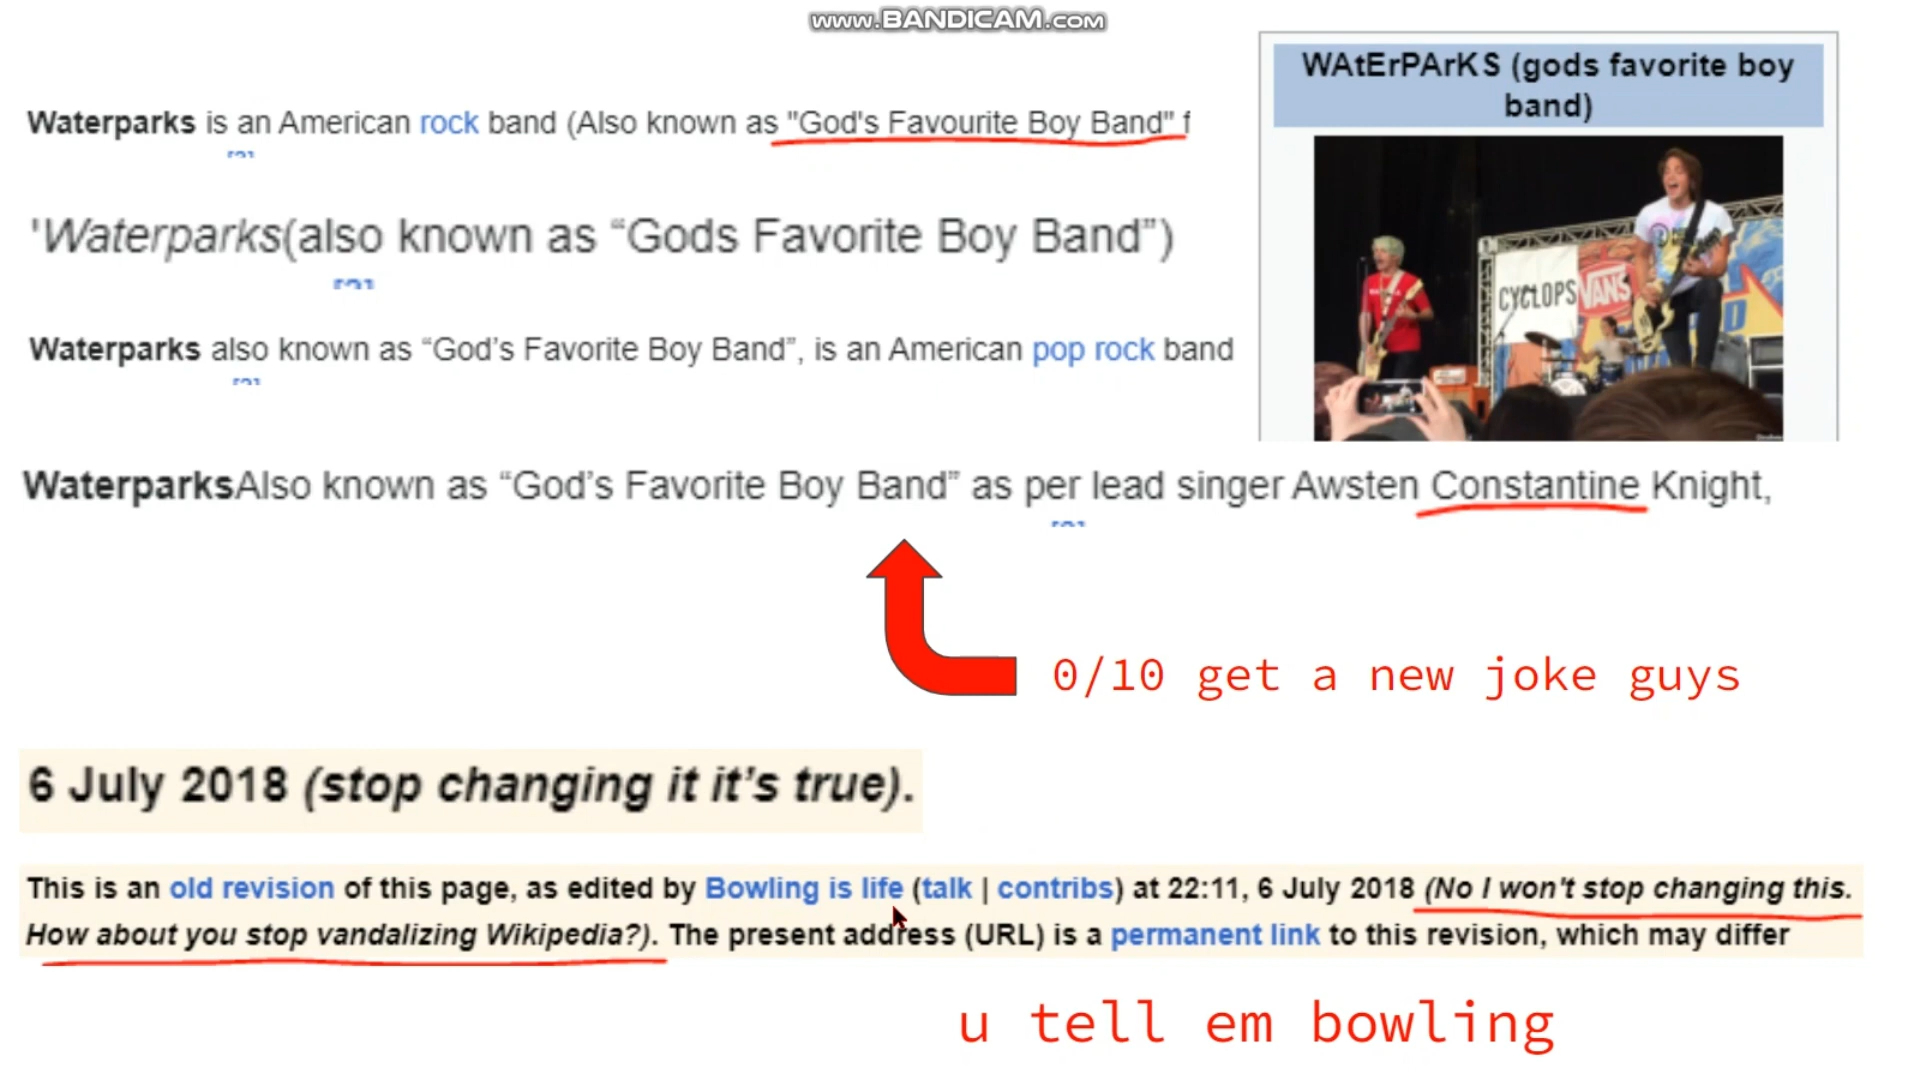 www.BANDICAM.com
WAtErPArKS (gods favorite boy
band)
Waterparks is an American rock band (Also known as "God's Favourite Boy Band" f
'Waterparks(also known as “Gods Favorite Boy Band”)
CYCLOPS
VANS
Waterparks also known as “God’s Favorite Boy Band”, is an American pop rock band
WaterparksAlso known as “God’s Favorite Boy Band” as per lead singer Awsten Constantine Knight,
0/10 get a new joke guys
6 July 2018 (stop changing it it’s true).
This is an old revision of this page, as edited by Bowling is life (talk | contribs) at 22:11, 6 July 2018 (No I won't stop changing this.
How about you stop vandalizing Wikipedia?). The present address (URL) is a permanent link to this revision, which may differ
u tell em bowling